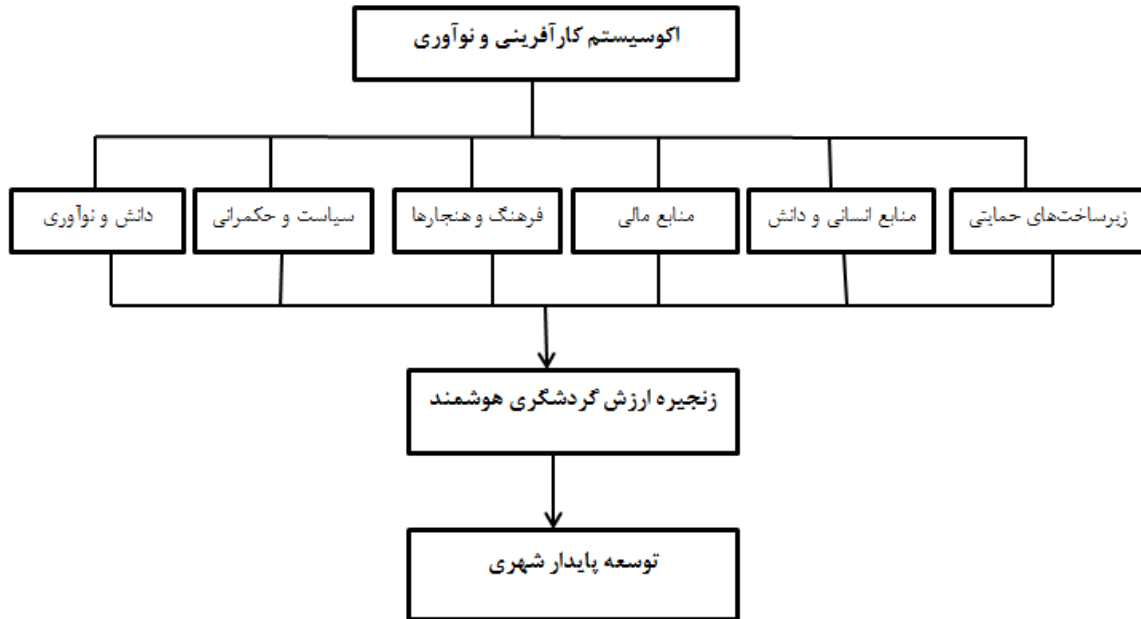 اکوسیستم کارآفرینی و نوآوری
زیرساخت‌های حمایتی
منابع انسانی و دانش
منابع مالی
فرهنگ و هنجارها
سیاست و حکمرانی
دانش و نوآوری
زنجیره ارزش گردشگری هوشمند
توسعه پایدار شهری